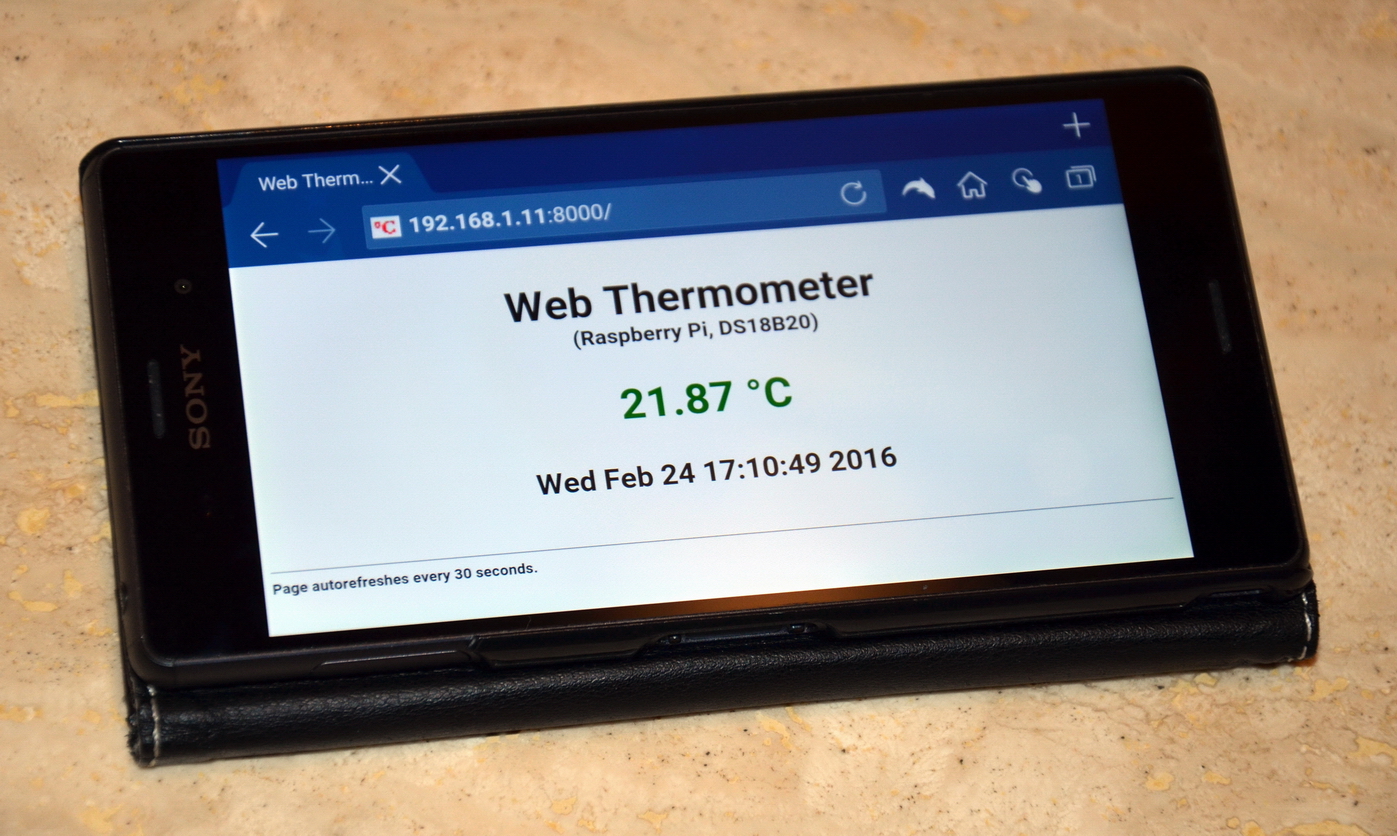 Web Therm...
°C 192.168.1.11:8000/
1
Web Thermometer
(Raspberry Pi, DS18B20)
21.87 °C
Wed Feb 24 17:10:49 2016
Page autorefreshes every 30 seconds.
SONY